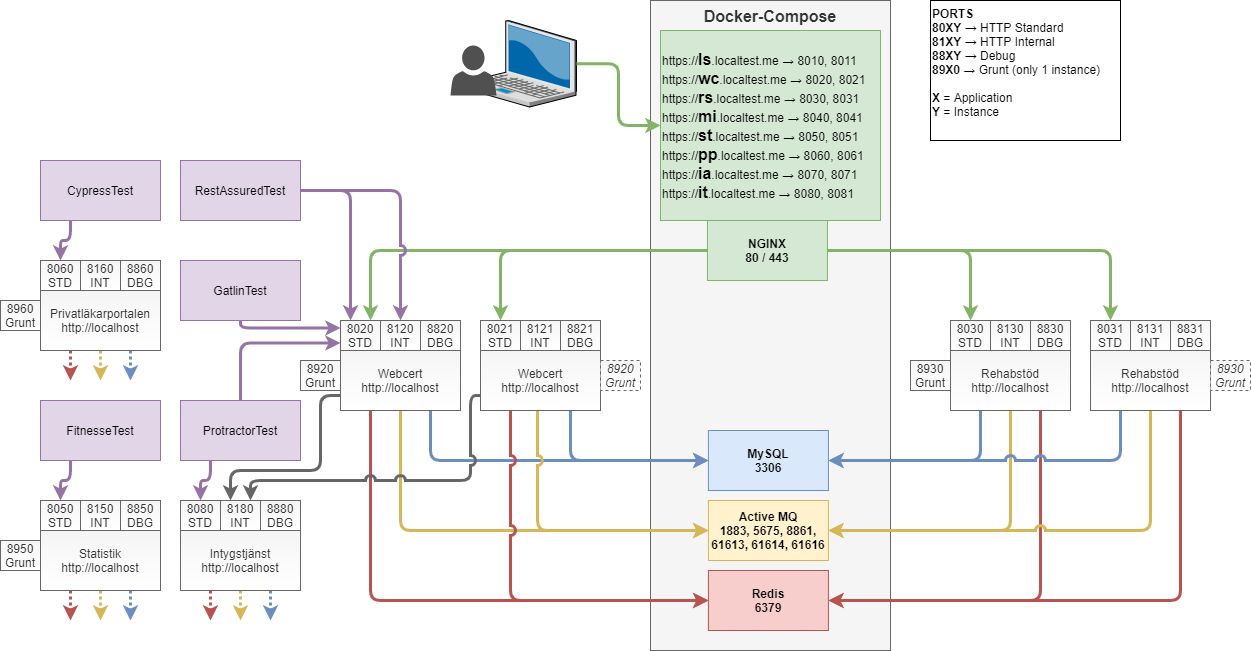 Docker-Compose
https://ls.localtest.me → 8010, 8011
https://wc.localtest.me → 8020, 8021
https://rs.localtest.me → 8030, 8031
https://mi.localtest.me → 8040, 8041
https://st.localtest.me → 8050, 8051
https://pp.localtest.me → 8060, 8061
https://ia.localtest.me → 8070, 8071
https://it.localtest.me → 8080, 8081
NGINX
80 / 443
PORTS
80XY → HTTP Standard
81XY → HTTP Internal
88XY → Debug
89X0 → Grunt (only 1 instance)
X = Application
Y = Instance
CypressTest
RestAssuredTest
8060 STD
8160 INT
8860 DBG
8960 Grunt
Privatläkarportalen
http://localhost
GatlinTest
8020 STD
8120 INT
8820 DBG
8920 Grunt
Webcert
http://localhost
8021 STD
8121 INT
8821 DBG
8920 Grunt
Webcert
http://localhost
8030 STD
8130 INT
8830 DBG
8930 Grunt
Rehabstöd
http://localhost
8031 STD
8131 INT
8831 DBG
8930 Grunt
Rehabstöd
http://localhost
FitnesseTest
ProtractorTest
MySQL
3306
8050 STD
8150 INT
8850 DBG
8950 Grunt
Statistik
http://localhost
8080 STD
8180 INT
8880 DBG
Intygstjänst
http://localhost
Active MQ
1883, 5675, 8861,
61613, 61614, 61616
Redis
6379